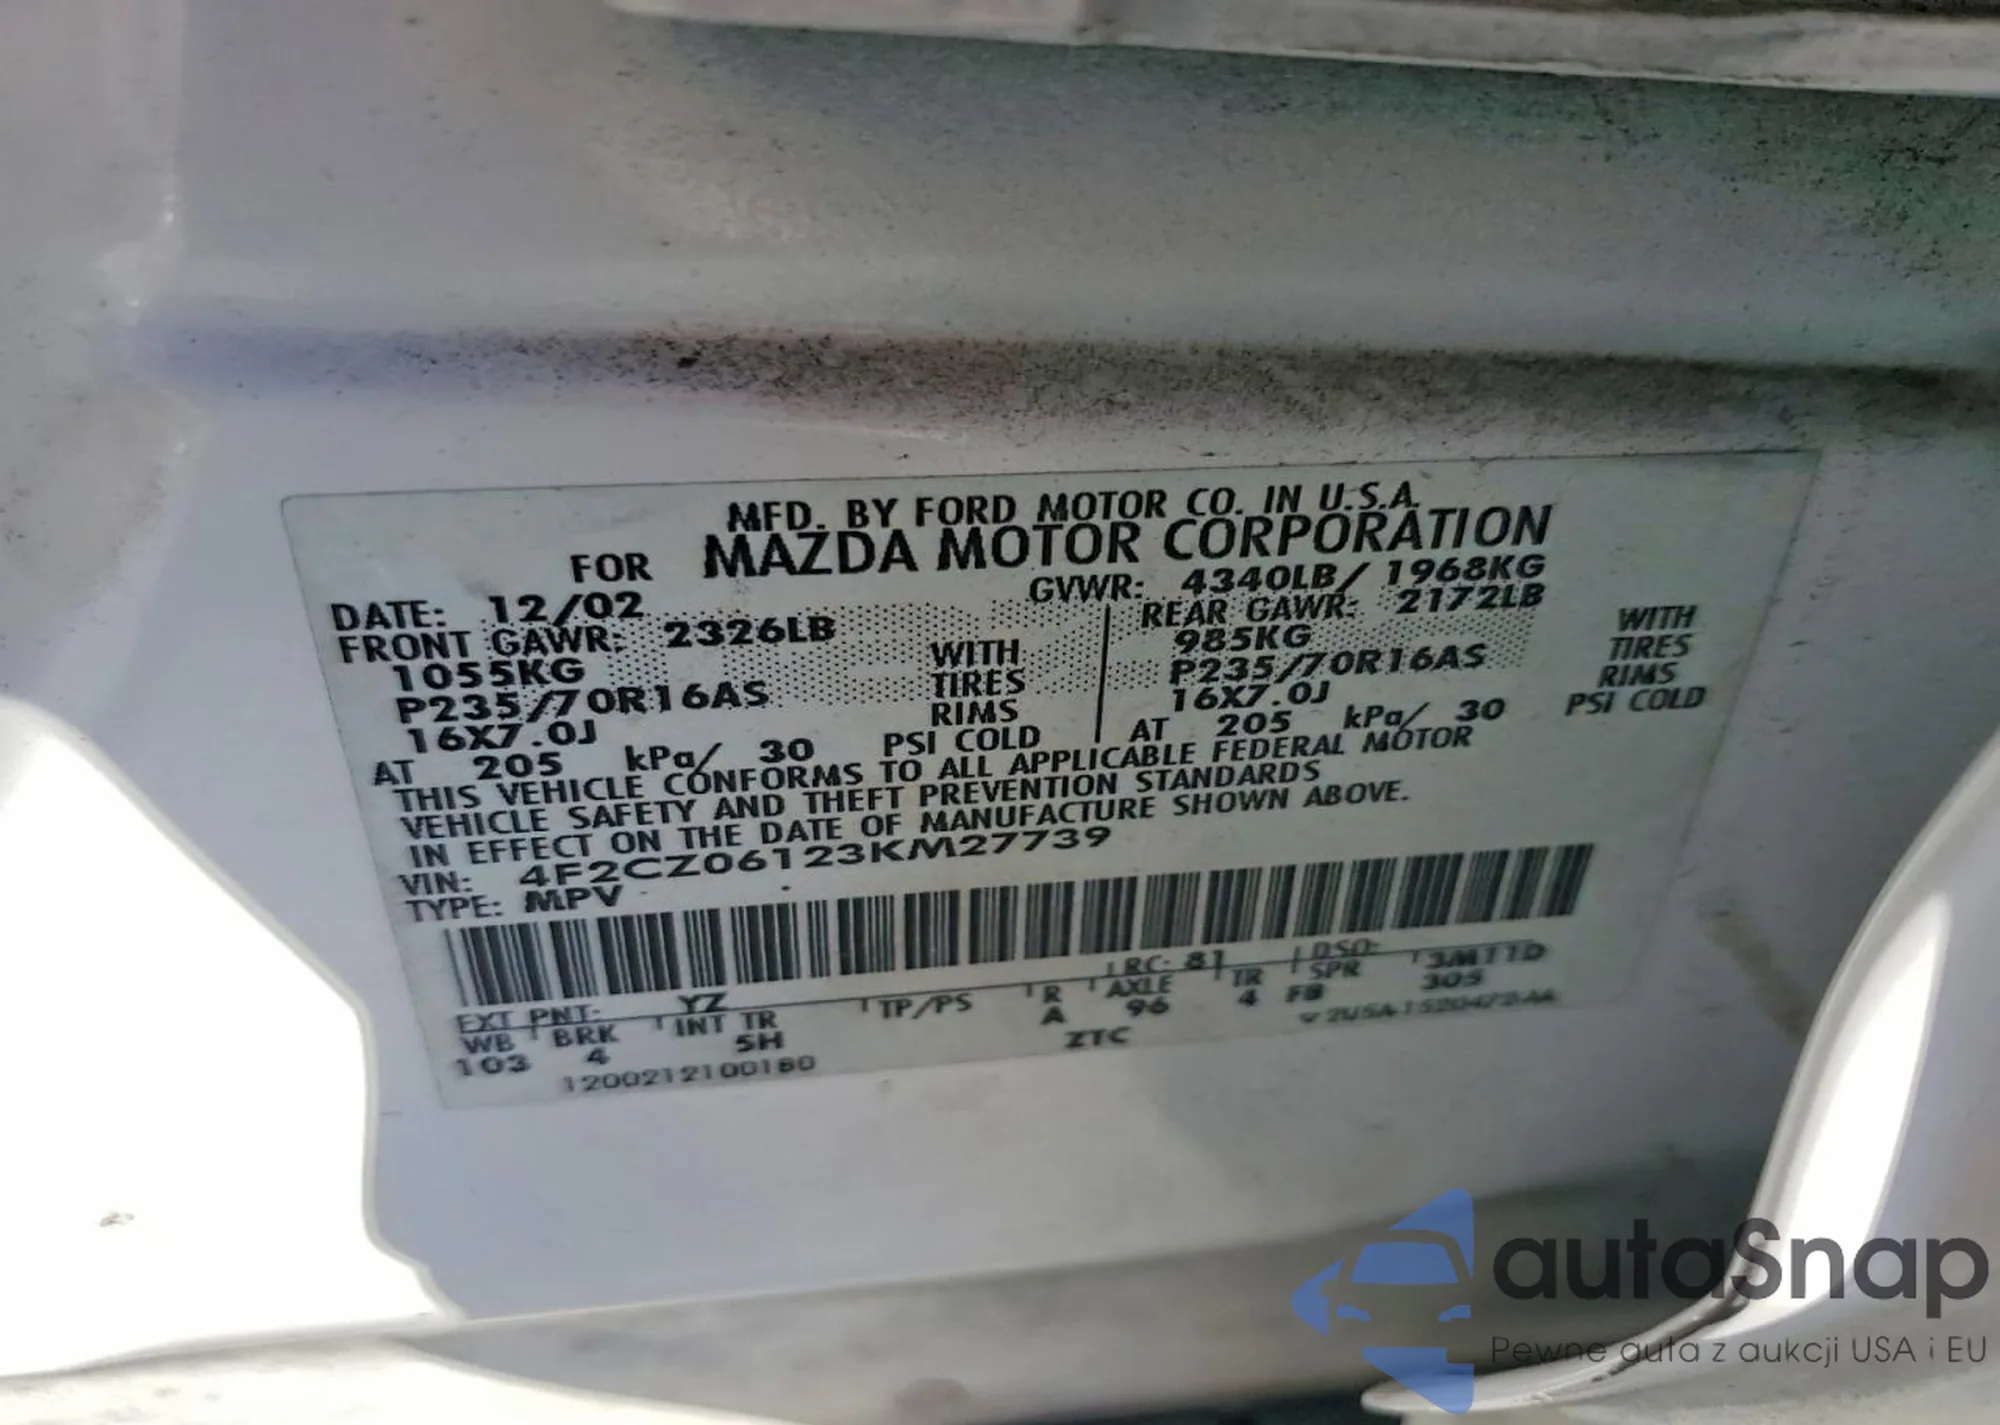 MFD. BY FORD MOTOR CO. IN U.S.A.
FOR MAZDA MOTOR CORPORATION
DATE: 12/02 GVWR: 4340LB/ 1968KG
FRONT GAWR: 2326LB REAR GAWR: 2172LB
1055KG WITH 985KG WITH
P235/70R16AS TIRES P235/70R16AS TIRES
16X7.0J RIMS 16X7.0J RIMS
AT 205 kPa/ 30 PSI COLD AT 205 kPa/ 30 PSI COLD
THIS VEHICLE CONFORMS TO ALL APPLICABLE FEDERAL MOTOR
VEHICLE SAFETY AND THEFT PREVENTION STANDARDS
IN EFFECT ON THE DATE OF MANUFACTURE SHOWN ABOVE.
VIN: 4F2CZ06123KM27739
TYPE: MPV
EXT PNT: YZ RC: 81 DSO: 3M11D
WB BRK INT TR TP/PS R AXLE TR SPR 305
103 4 5H A 96 4 FB
ZTC
autoSnap
Pewne auta z aukcji USA i EU